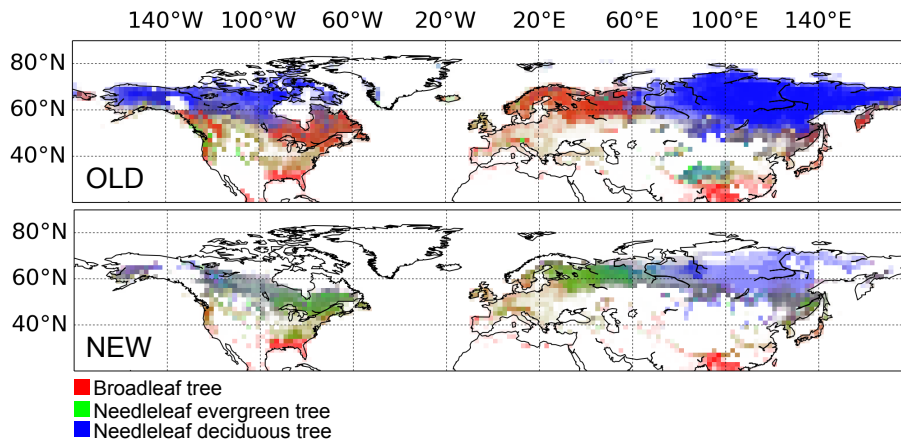 140°W 100°W 60°W 20°W 20°E 60°E 100°E 140°E
80°N
60°N
40°N
OLD
80°N
60°N
40°N
NEW
Broadleaf tree
Needleleaf evergreen tree
Needleleaf deciduous tree